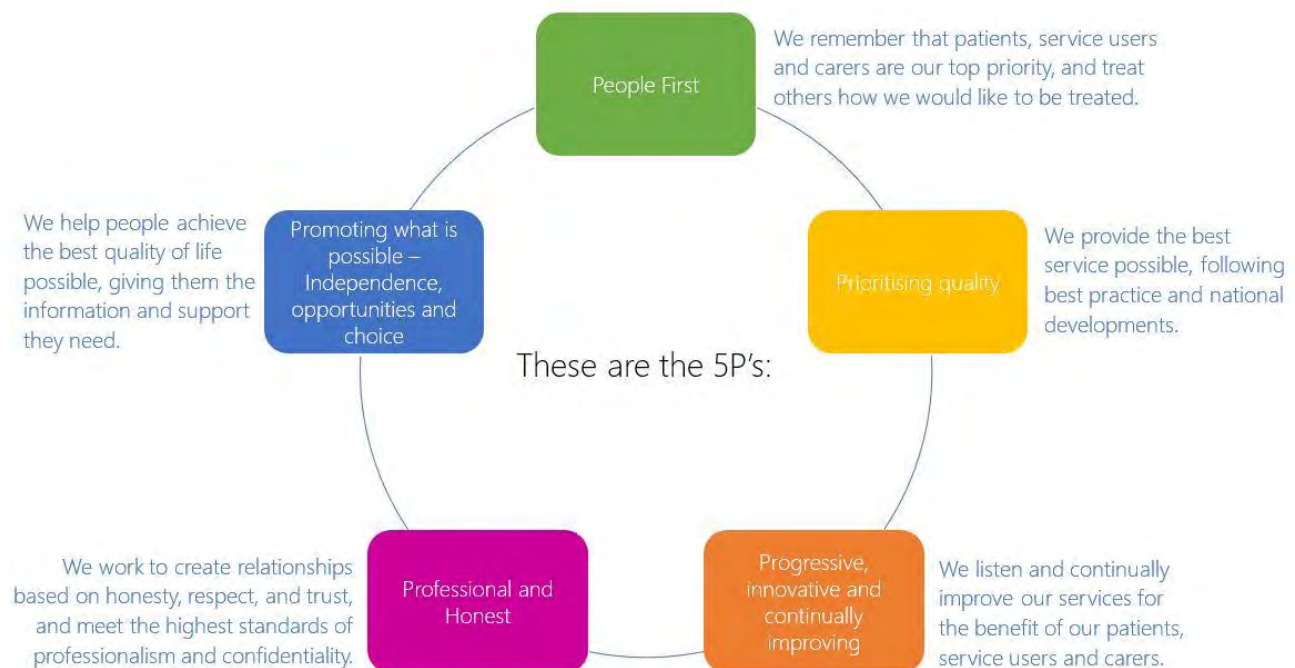 People First
We remember that patients, service users
and carers are our top priority, and treat
others how we would like to be treated.
Prioritising quality
We provide the best
service possible, following
best practice and national
developments.
Progressive,
innovative and
continually
improving
We listen and continually
improve our services for
the benefit of our patients,
service users and carers.
Professional and
Honest
We work to create relationships
based on honesty, respect, and trust,
and meet the highest standards of
professionalism and confidentiality.
Promoting what is
possible –
Independence,
opportunities and
choice
We help people achieve
the best quality of life
possible, giving them the
information and support
they need.
These are the 5P's: